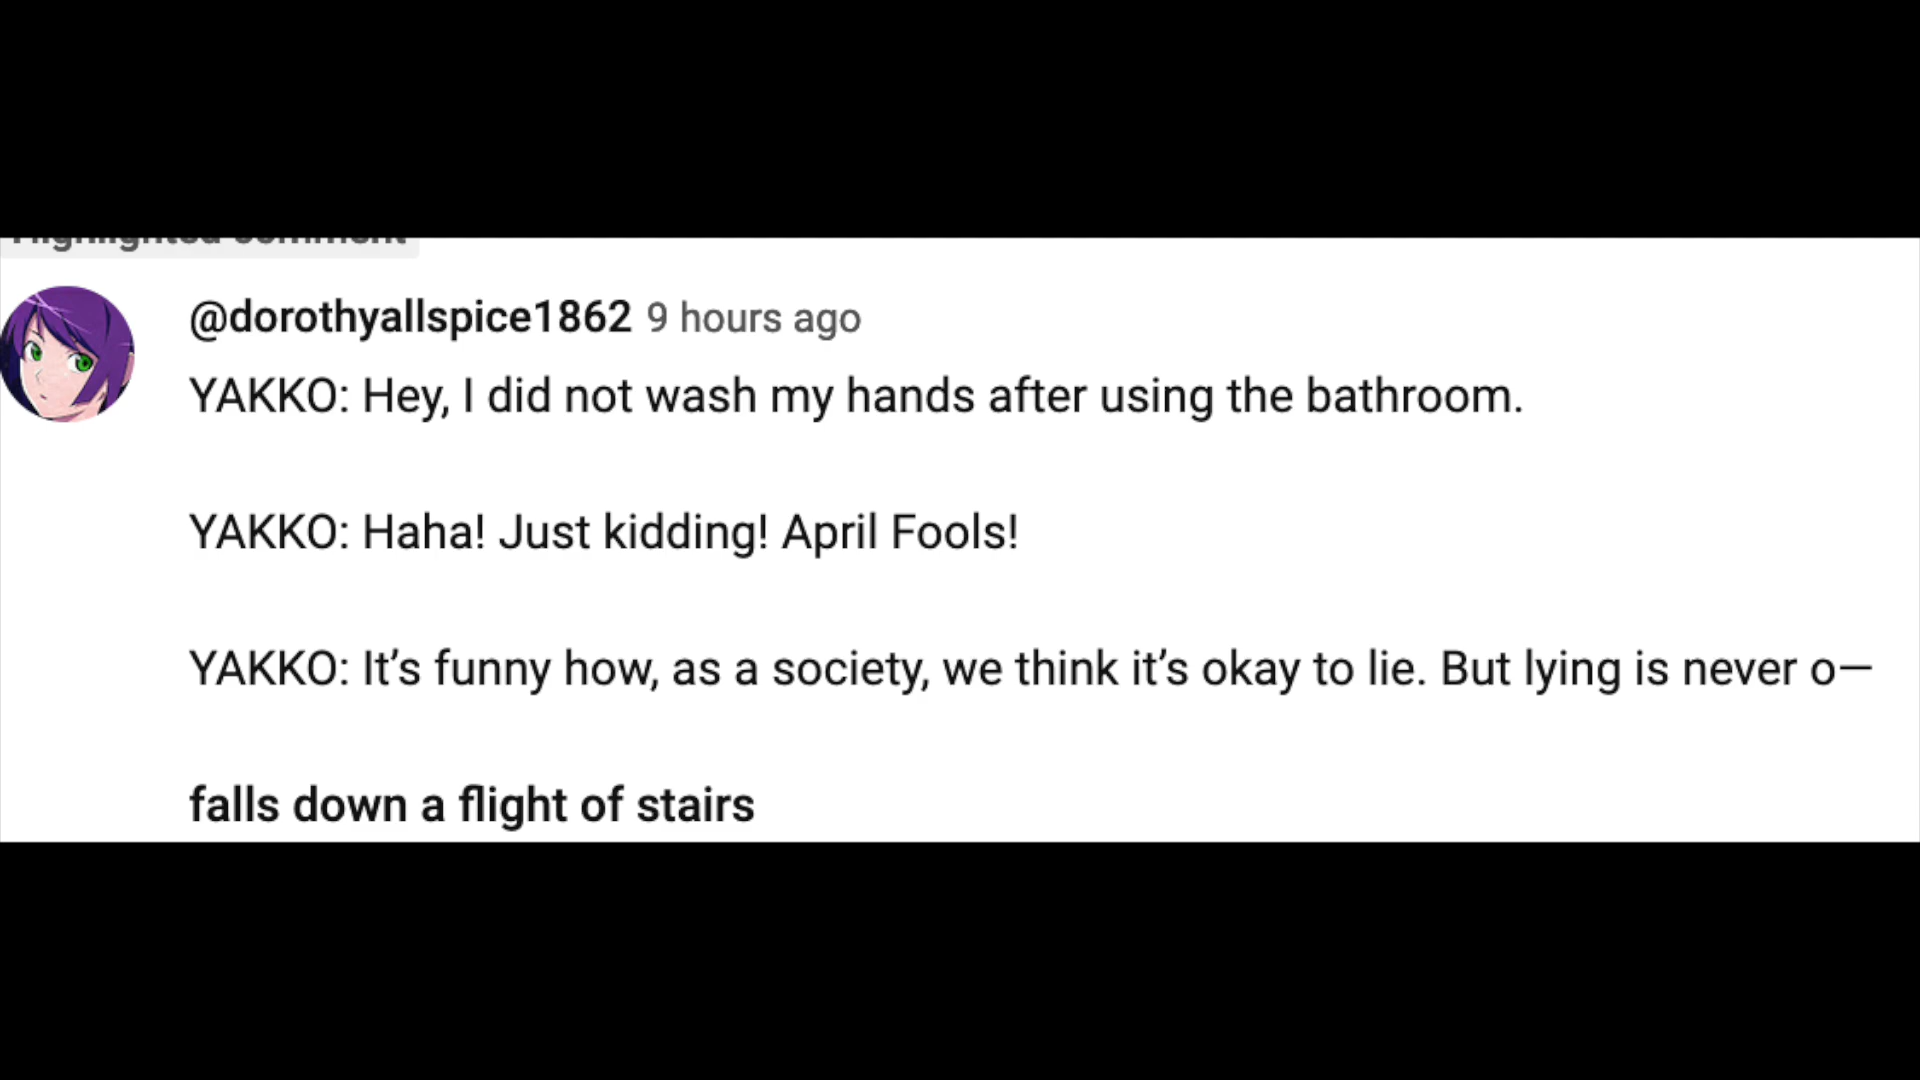 Highlighted comment
@dorothyallspice1862 9 hours ago
YAKKO: Hey, I did not wash my hands after using the bathroom.
YAKKO: Haha! Just kidding! April Fools!
YAKKO: It’s funny how, as a society, we think it’s okay to lie. But lying is never o—
falls down a flight of stairs